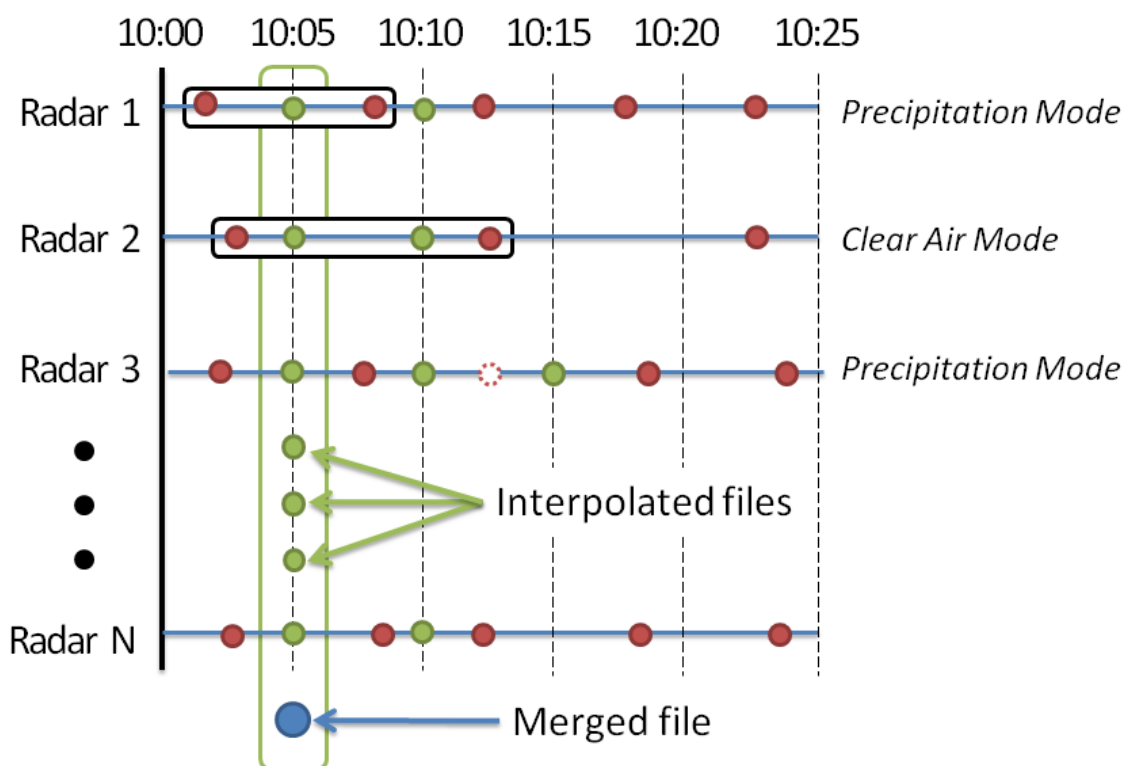 10:00 10:05 10:10 10:15 10:20 10:25
Radar 1 Precipitation Mode
Radar 2 Clear Air Mode
Radar 3 Precipitation Mode
Interpolated files
Radar N
Merged file